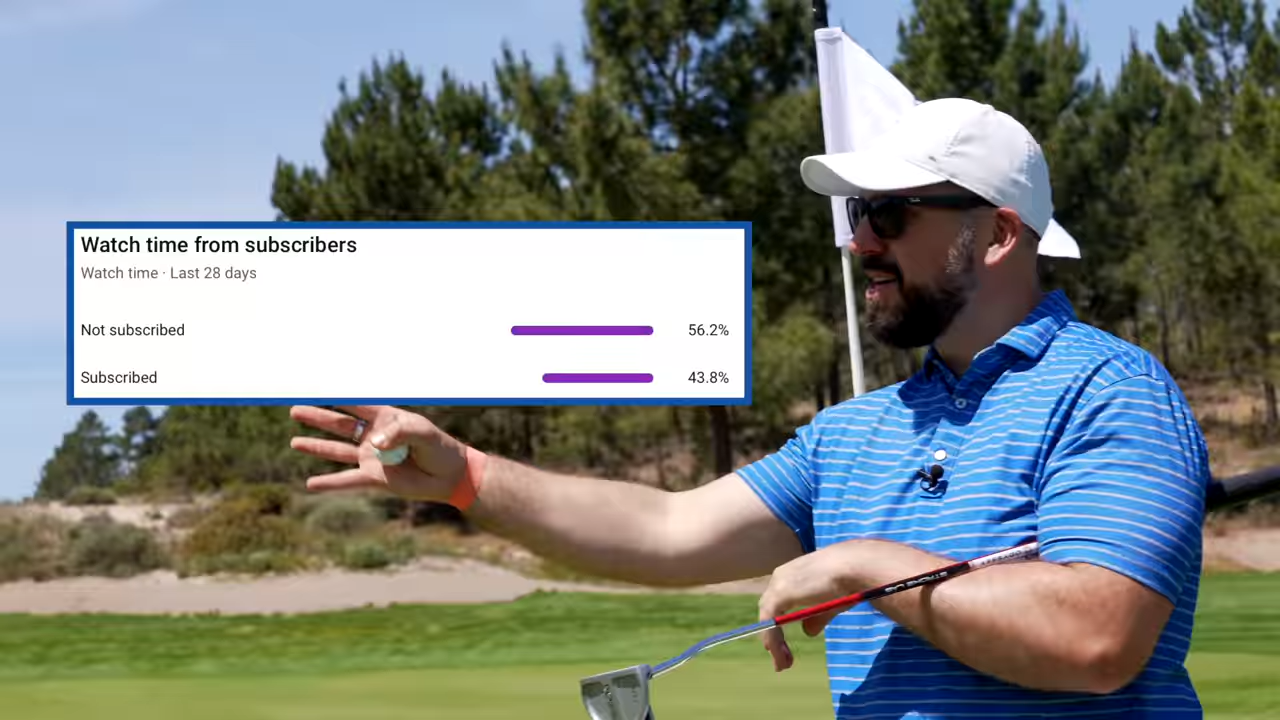 Watch time from subscribers
Watch time · Last 28 days
Not subscribed 56.2%
Subscribed 43.8%